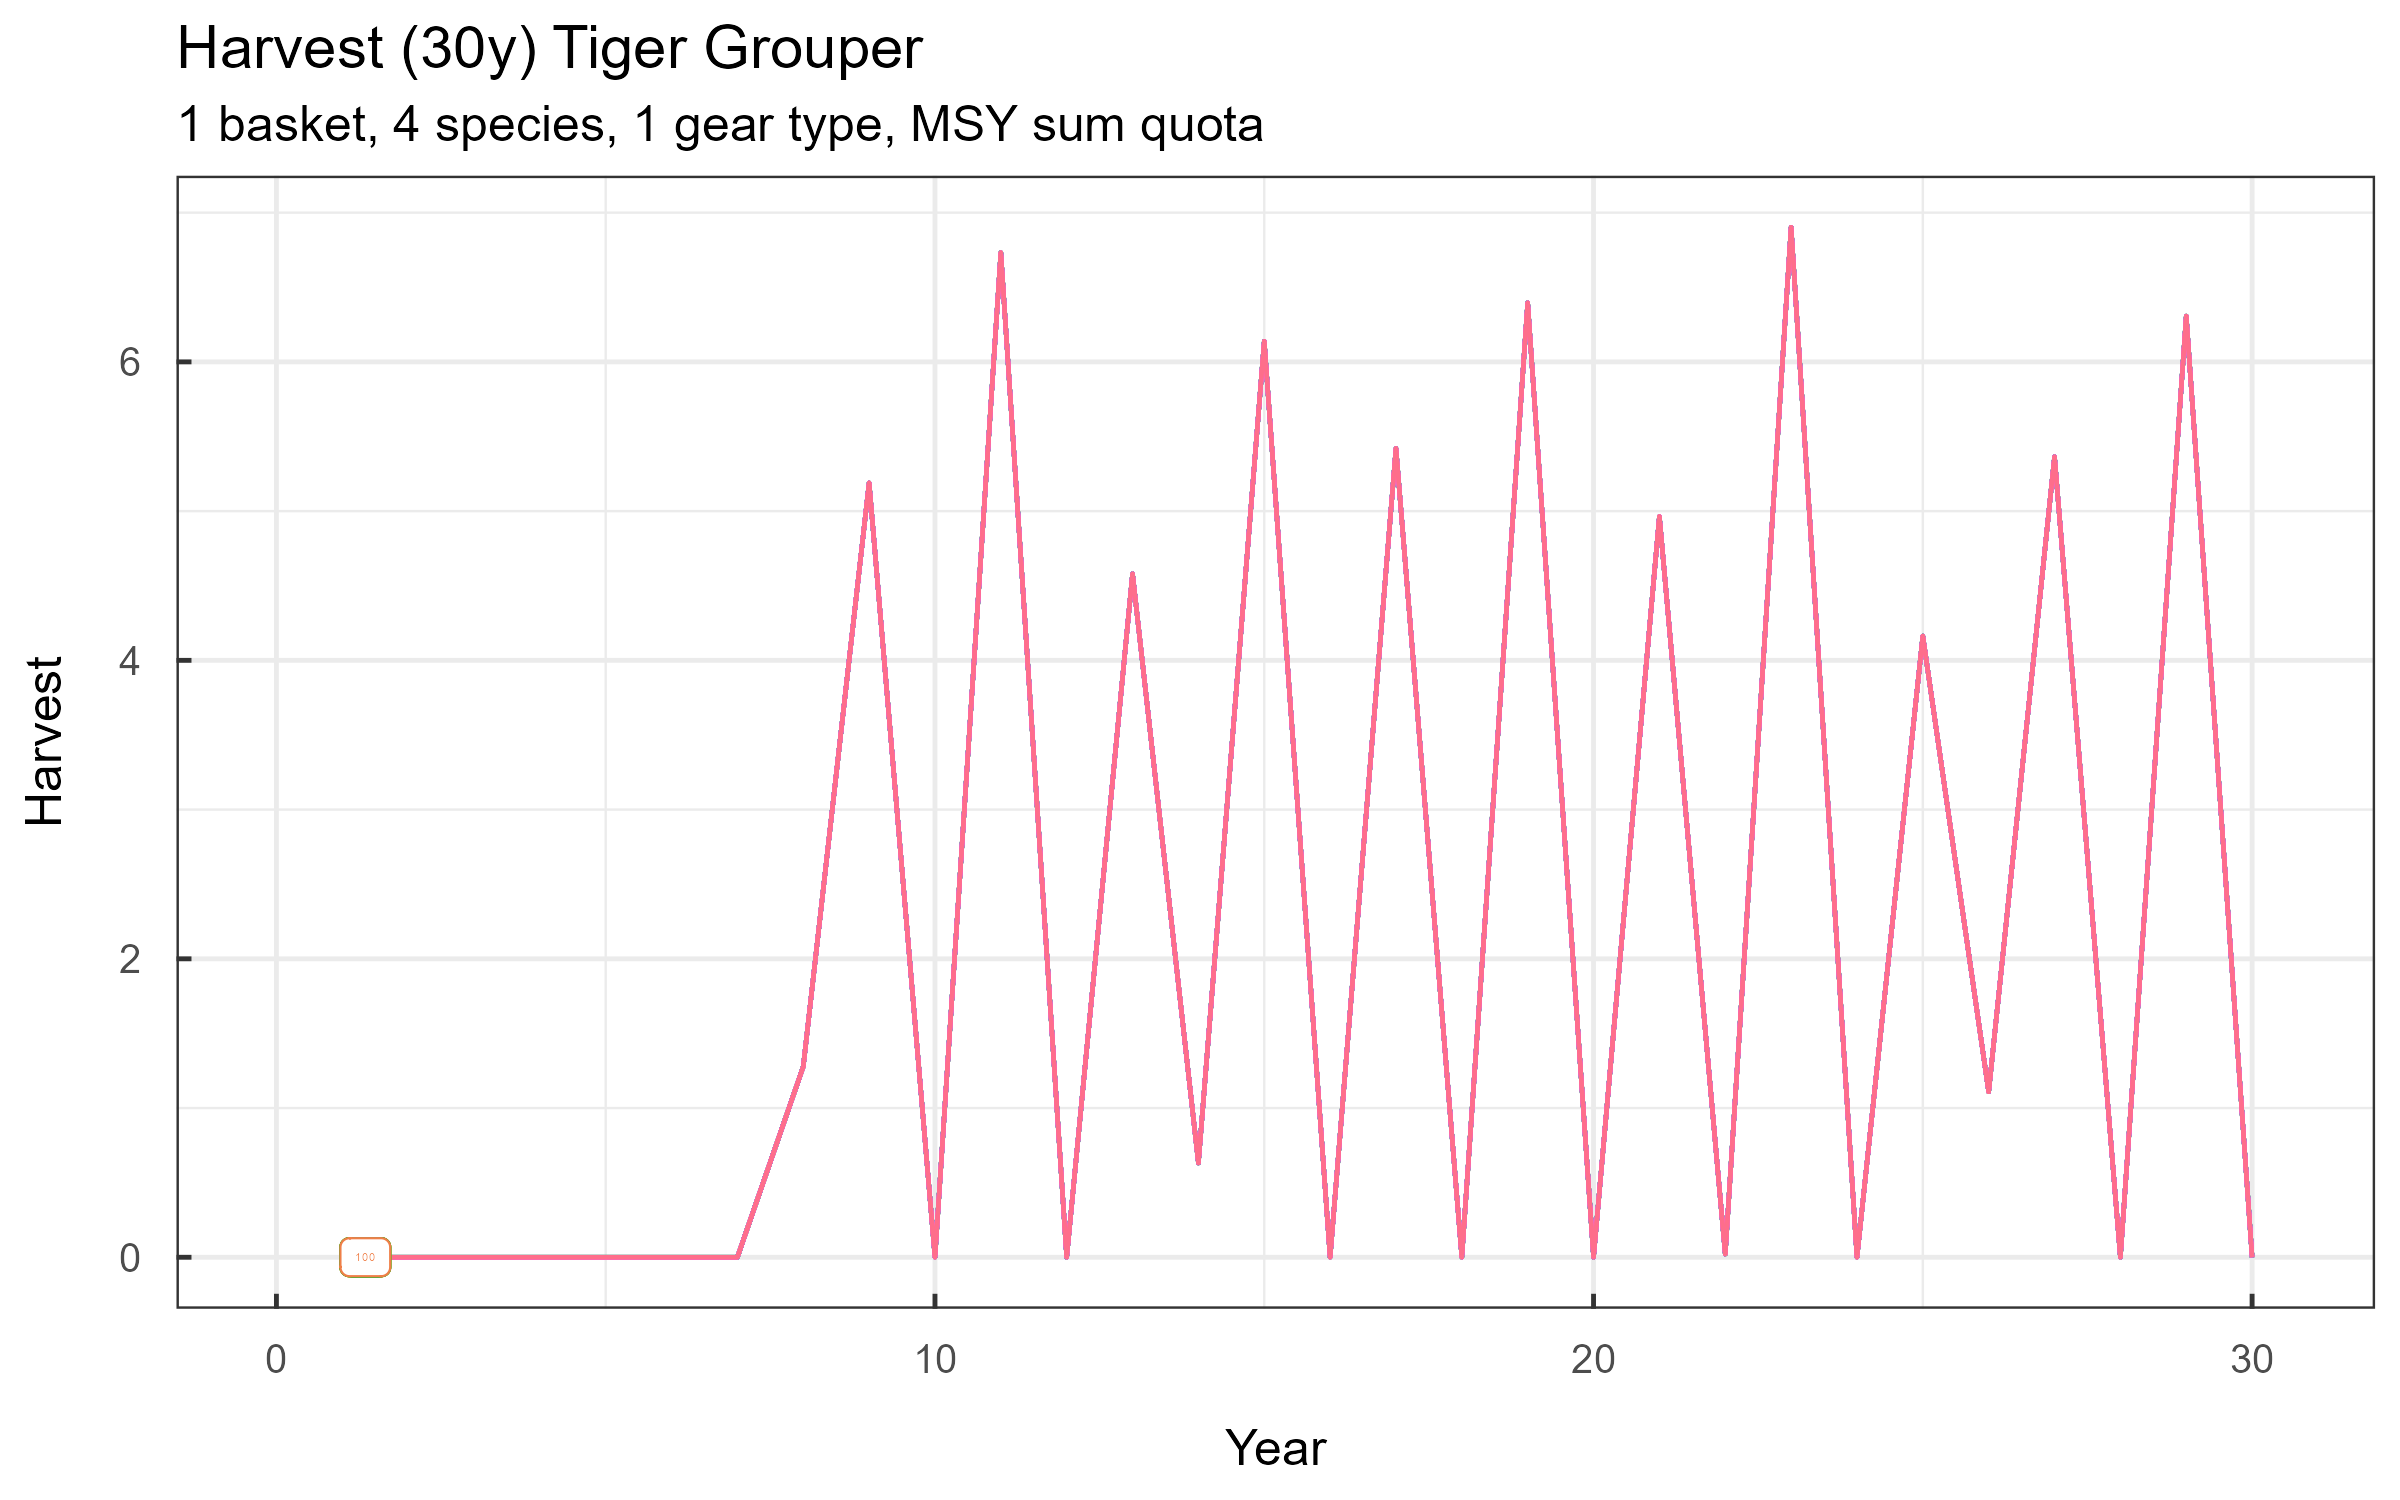 Harvest (30y) Tiger Grouper
1 basket, 4 species, 1 gear type, MSY sum quota
Harvest
6
4
2
0
100
0 10 20 30
Year